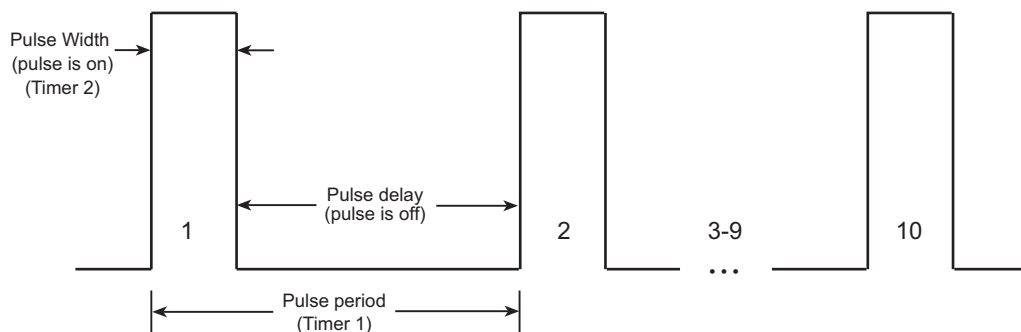 Pulse Width
(pulse is on)
(Timer 2)
Pulse delay
(pulse is off)
1
2
3-9
...
10
Pulse period
(Timer 1)